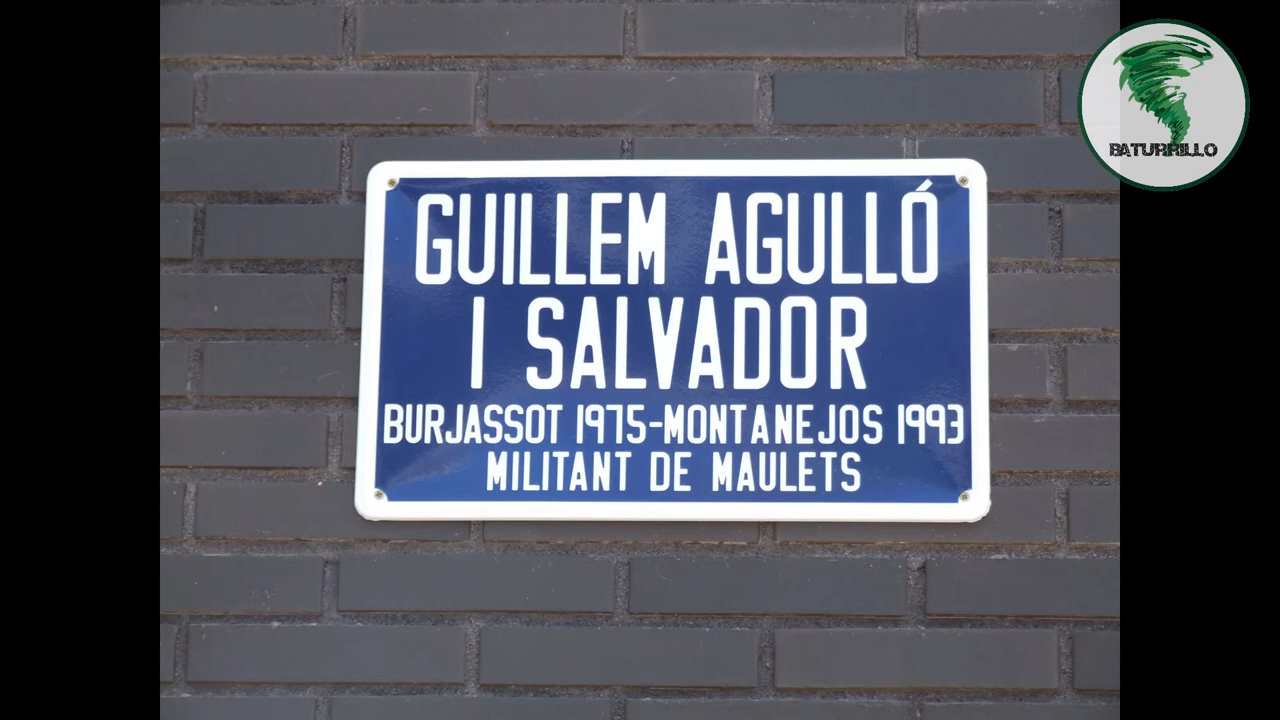 GUILLEM AGULLÓ
I SALVADOR
BURJASSOT 1975-MONTANEJOS 1993
MILITANT DE MAULETS
BATURRILLO